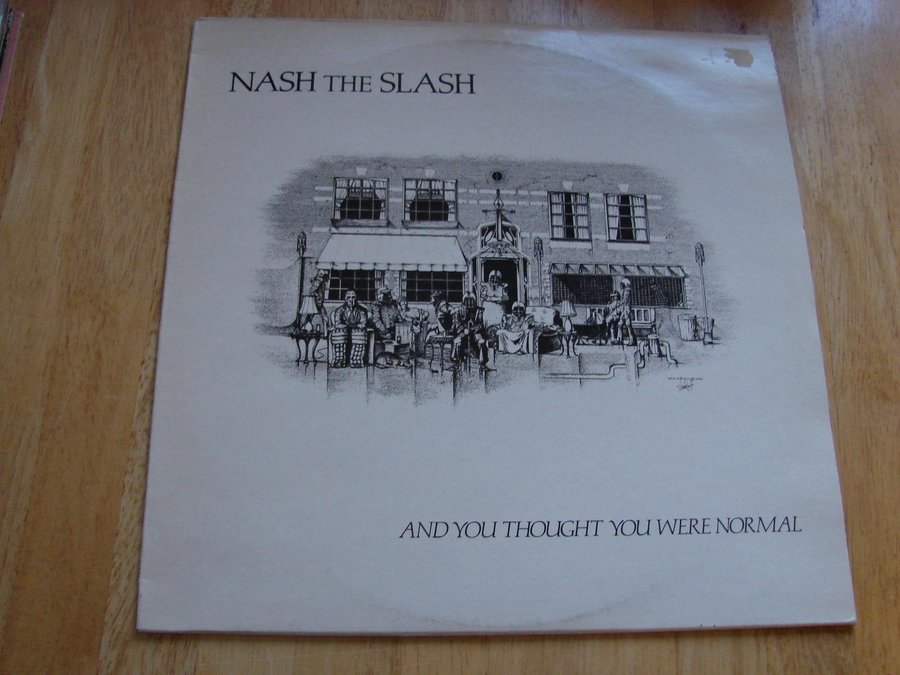 NASH THE SLASH
AND YOU THOUGHT YOU WERE NORMAL